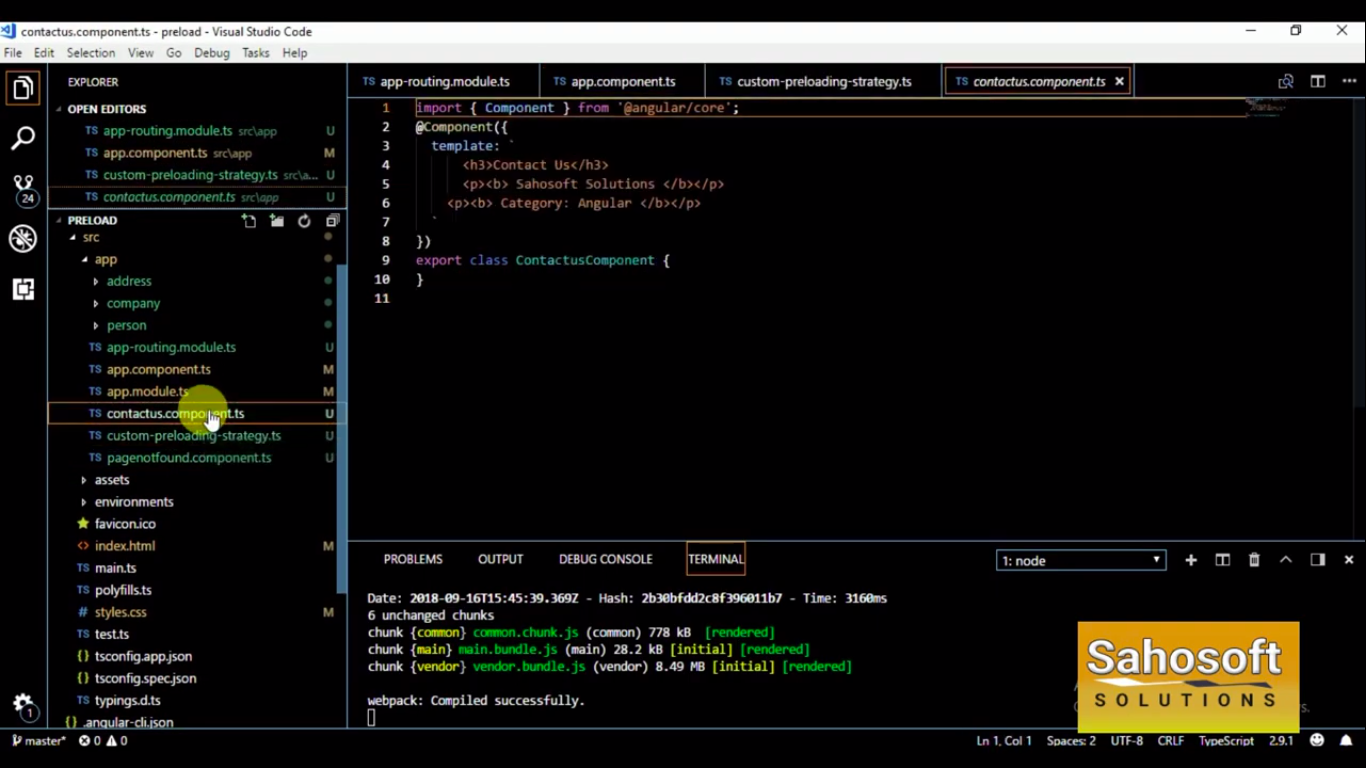 contactus.component.ts - preload - Visual Studio Code
File Edit Selection View Go Debug Tasks Help
EXPLORER
OPEN EDITORS
TS app-routing.module.ts src\app U
TS app.component.ts src\app M
TS custom-preloading-strategy.ts src\a... U
TS contactus.component.ts src\app U
24
PRELOAD
src
app
address
company
person
TS app-routing.module.ts U
TS app.component.ts M
TS app.module.ts M
TS contactus.component.ts U
TS custom-preloading-strategy.ts U
TS pagenotfound.component.ts U
assets
environments
favicon.ico
<> index.html M
TS main.ts
TS polyfills.ts
# styles.css M
TS test.ts
{} tsconfig.app.json
{} tsconfig.spec.json
TS typings.d.ts
{} .angular-cli.json
1
TS app-routing.module.ts TS app.component.ts TS custom-preloading-strategy.ts TS contactus.component.ts
1 import { Component } from '@angular/core';
2 @Component({
3 template: `
4 <h3>Contact Us</h3>
5 <p><b> Sahosoft Solutions </b></p>
6 <p><b> Category: Angular </b></p>
7 `
8 })
9 export class ContactusComponent {
10 }
11
PROBLEMS OUTPUT DEBUG CONSOLE TERMINAL 1: node
Date: 2018-09-16T15:45:39.369Z - Hash: 2b30bfdd2c8f396011b7 - Time: 3160ms
6 unchanged chunks
chunk {common} common.chunk.js (common) 778 kB [rendered]
chunk {main} main.bundle.js (main) 28.2 kB [initial] [rendered]
chunk {vendor} vendor.bundle.js (vendor) 8.49 MB [initial] [rendered]
webpack: Compiled successfully.
Sahosoft
SOLUTIONS
master* 0 0 Ln 1, Col 1 Spaces: 2 UTF-8 CRLF TypeScript 2.9.1